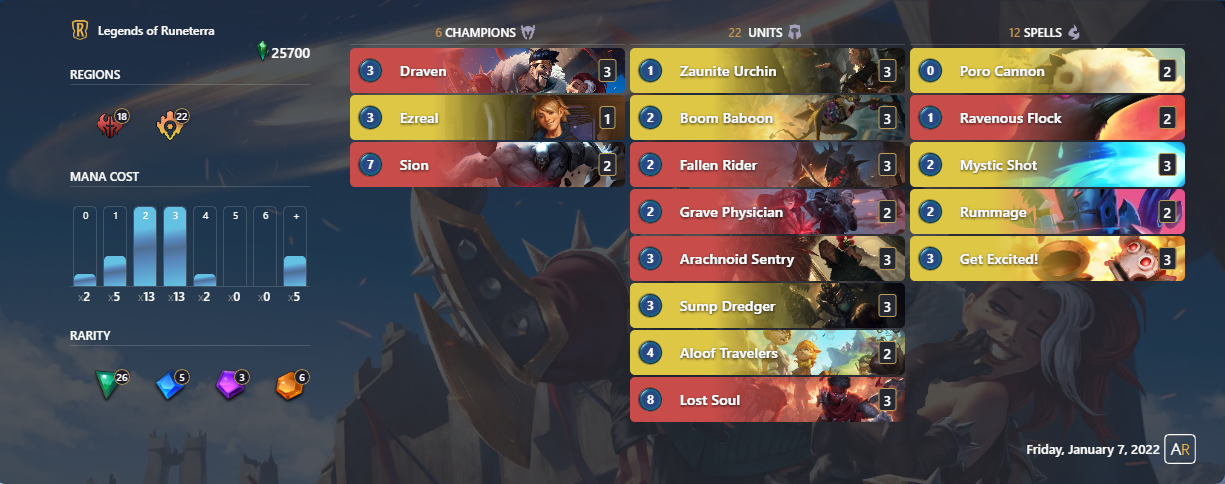 Legends of Runeterra
25700
REGIONS
18
22
MANA COST
0 1 2 3 4 5 6 +
x2 x5 x13 x13 x2 x0 x0 x5
RARITY
26
5
3
6
6 CHAMPIONS
3 Draven 3
3 Ezreal 1
7 Sion 2
22 UNITS
1 Zaunite Urchin 3
2 Boom Baboon 3
2 Fallen Rider 3
2 Grave Physician 2
3 Arachnoid Sentry 3
3 Sump Dredger 3
4 Aloof Travelers 2
8 Lost Soul 3
12 SPELLS
0 Poro Cannon 2
1 Ravenous Flock 2
2 Mystic Shot 3
2 Rummage 2
3 Get Excited! 3
Friday, January 7, 2022 AR